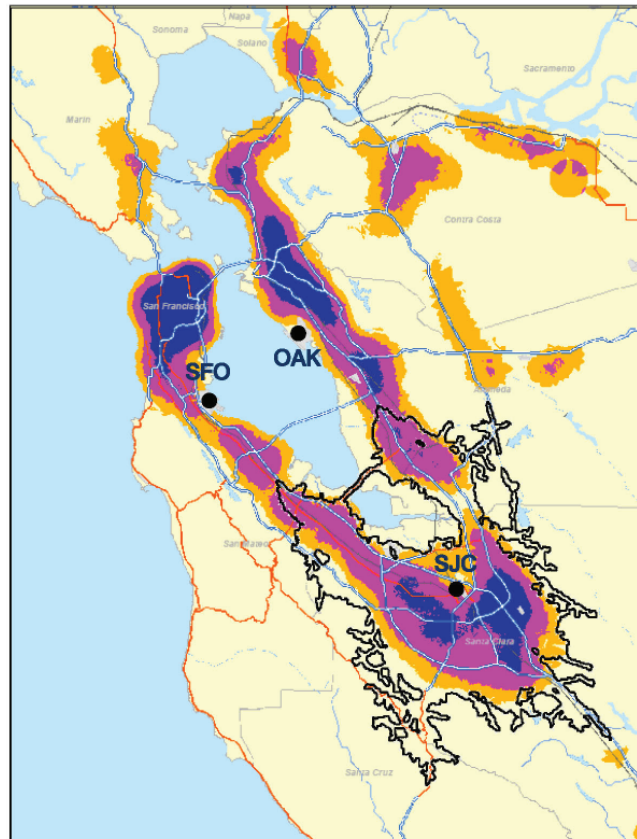 Napa
Sonoma
Solano
Sacramento
Marin
Contra Costa
San Francisco
OAK
SFO
Alameda
San Mateo
SJC
Santa Clara
Santa Cruz